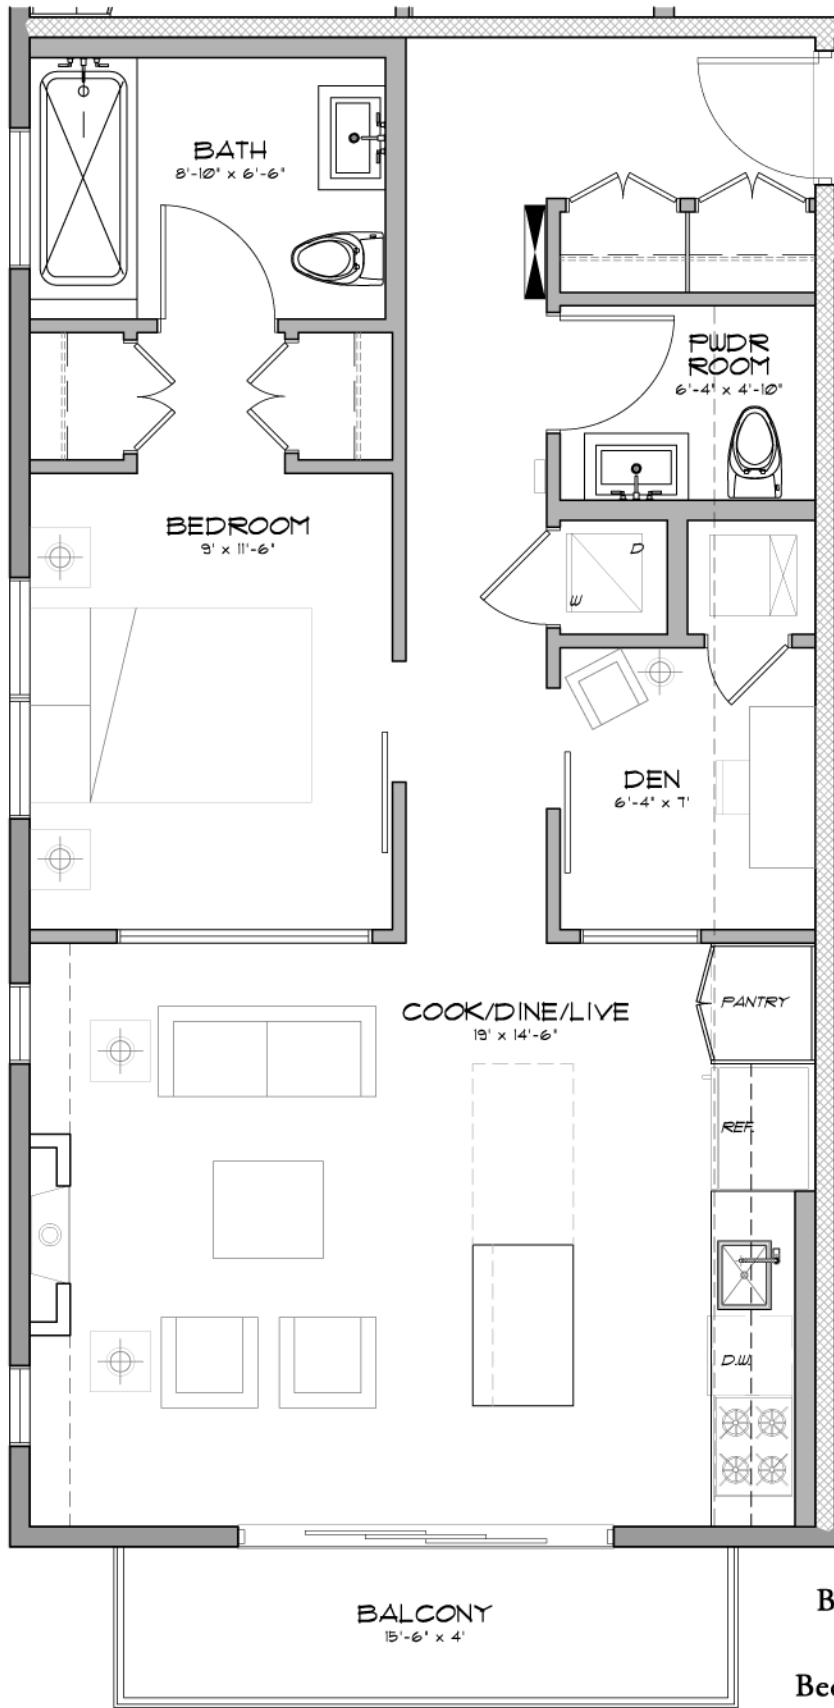 BATH
8'-10" x 6'-6"
PWDR
ROOM
6'-4" x 4'-10"
BEDROOM
9' x 11'-6"
D
W
DEN
6'-4" x 7'
COOK/DINE/LIVE
19' x 14'-6"
PANTRY
REF.
D.W.
BALCONY
15'-6" x 4'
B